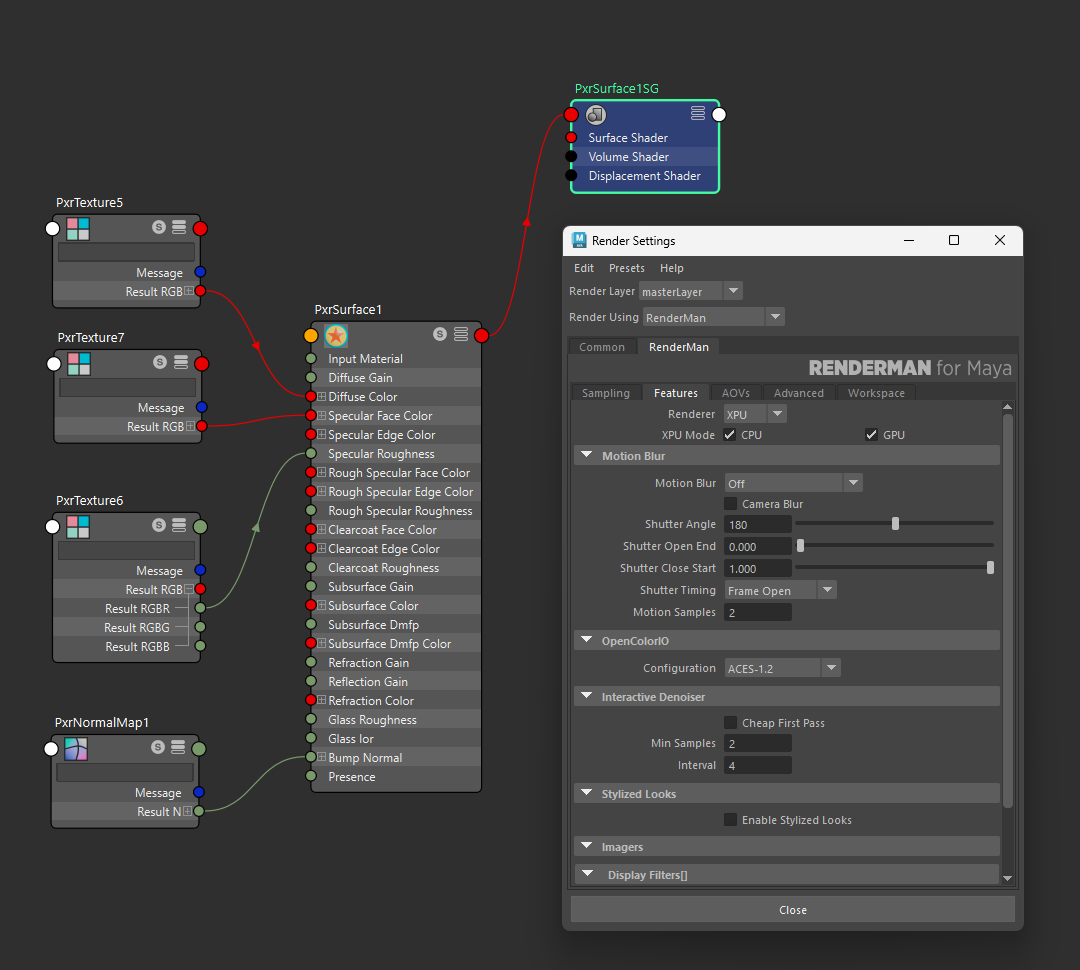 PxrSurface1SG
Surface Shader
Volume Shader
Displacement Shader
PxrTexture5
S
Message
Result RGB
PxrTexture7
S
Message
Result RGB
PxrTexture6
S
Message
Result RGB
Result RGBR
Result RGBG
Result RGBB
PxrNormalMap1
S
Message
Result N
PxrSurface1
S
Input Material
Diffuse Gain
Diffuse Color
Specular Face Color
Specular Edge Color
Specular Roughness
Rough Specular Face Color
Rough Specular Edge Color
Rough Specular Roughness
Clearcoat Face Color
Clearcoat Edge Color
Clearcoat Roughness
Subsurface Gain
Subsurface Color
Subsurface Dmfp
Subsurface Dmfp Color
Refraction Gain
Reflection Gain
Refraction Color
Glass Roughness
Glass Ior
Bump Normal
Presence
M Render Settings
Edit Presets Help
Render Layer masterLayer
Render Using RenderMan
Common RenderMan
RENDERMAN for Maya
Sampling Features AOVs Advanced Workspace
Renderer XPU
XPU Mode CPU GPU
Motion Blur
Motion Blur Off
Camera Blur
Shutter Angle 180
Shutter Open End 0.000
Shutter Close Start 1.000
Shutter Timing Frame Open
Motion Samples 2
OpenColorIO
Configuration ACES-1.2
Interactive Denoiser
Cheap First Pass
Min Samples 2
Interval 4
Stylized Looks
Enable Stylized Looks
Imagers
Display Filters[]
Close